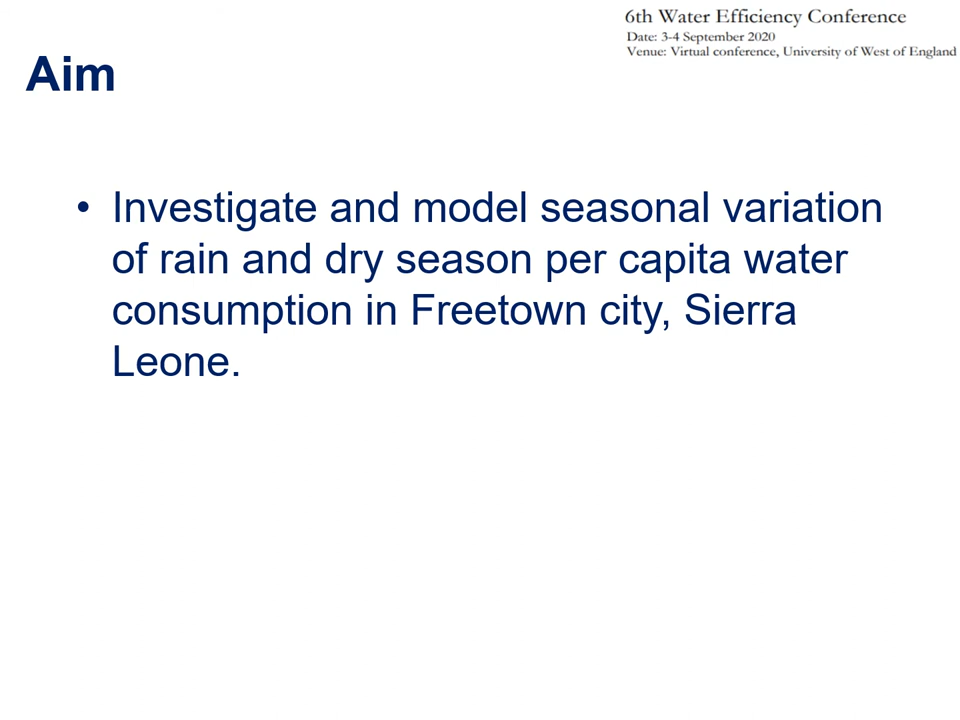 6th Water Efficiency Conference
Date: 3-4 September 2020
Venue: Virtual conference, University of West of England
Aim
• Investigate and model seasonal variation
of rain and dry season per capita water
consumption in Freetown city, Sierra
Leone.